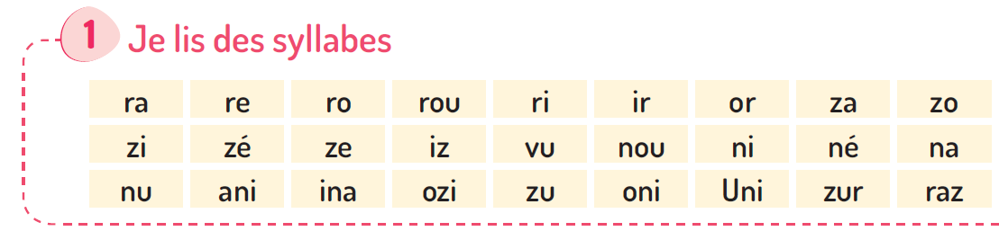 1 Je lis des syllabes
ra re ro rou ri ir or za zo
zi zé ze iz vu nou ni né na
nu ani ina ozi zu oni Uni zur raz